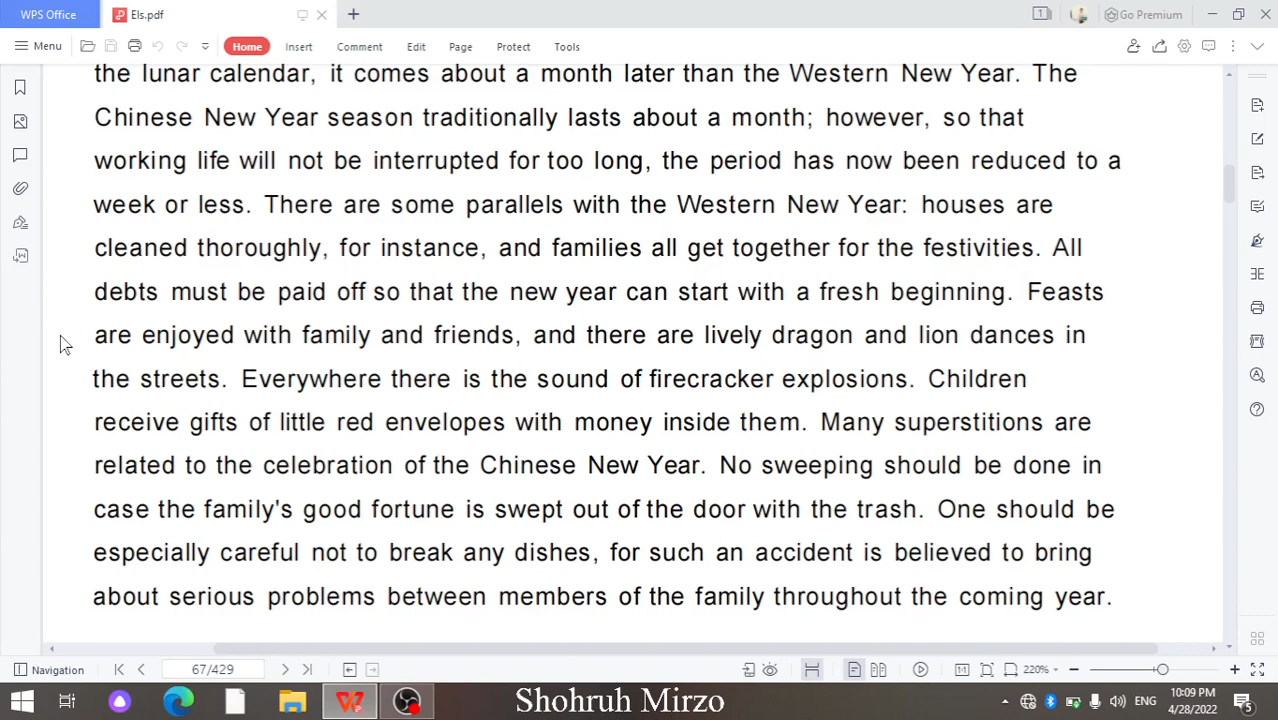 WPS Office
Els.pdf
1
Go Premium
Menu
Home
Insert
Comment
Edit
Page
Protect
Tools
the lunar calendar, it comes about a month later than the Western New Year. The
Chinese New Year season traditionally lasts about a month; however, so that
working life will not be interrupted for too long, the period has now been reduced to a
week or less. There are some parallels with the Western New Year: houses are
cleaned thoroughly, for instance, and families all get together for the festivities. All
debts must be paid off so that the new year can start with a fresh beginning. Feasts
are enjoyed with family and friends, and there are lively dragon and lion dances in
the streets. Everywhere there is the sound of firecracker explosions. Children
receive gifts of little red envelopes with money inside them. Many superstitions are
related to the celebration of the Chinese New Year. No sweeping should be done in
case the family's good fortune is swept out of the door with the trash. One should be
especially careful not to break any dishes, for such an accident is believed to bring
about serious problems between members of the family throughout the coming year.
Navigation
67/429
220%
Shohruh Mirzo
ENG
10:09 PM
4/28/2022
5